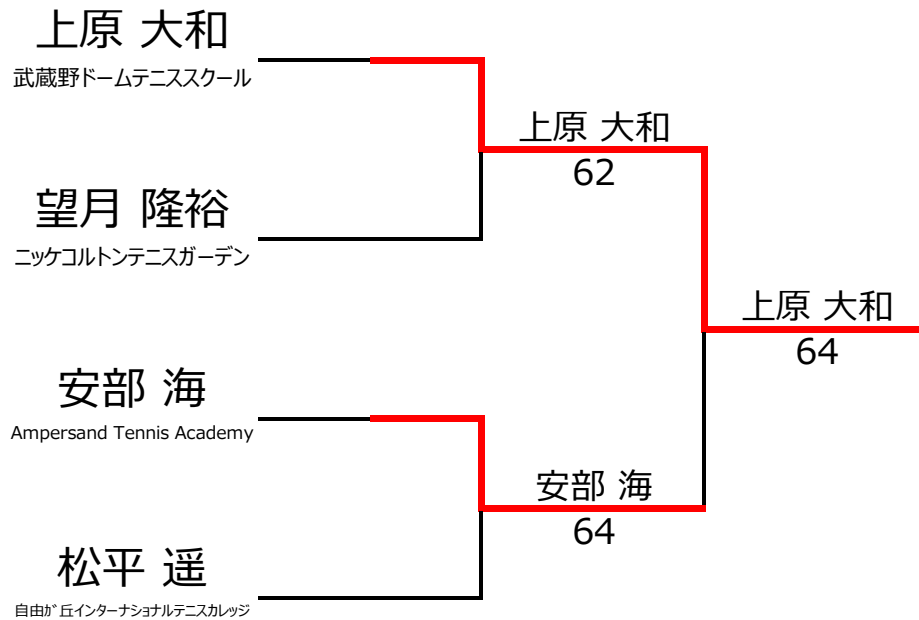 上原 大和
武蔵野ドームテニススクール
上原 大和
62
望月 隆裕
ニッケコルトンテニスガーデン
上原 大和
64
安部 海
Ampersand Tennis Academy
安部 海
64
松平 遥
自由が丘インターナショナルテニスカレッジ